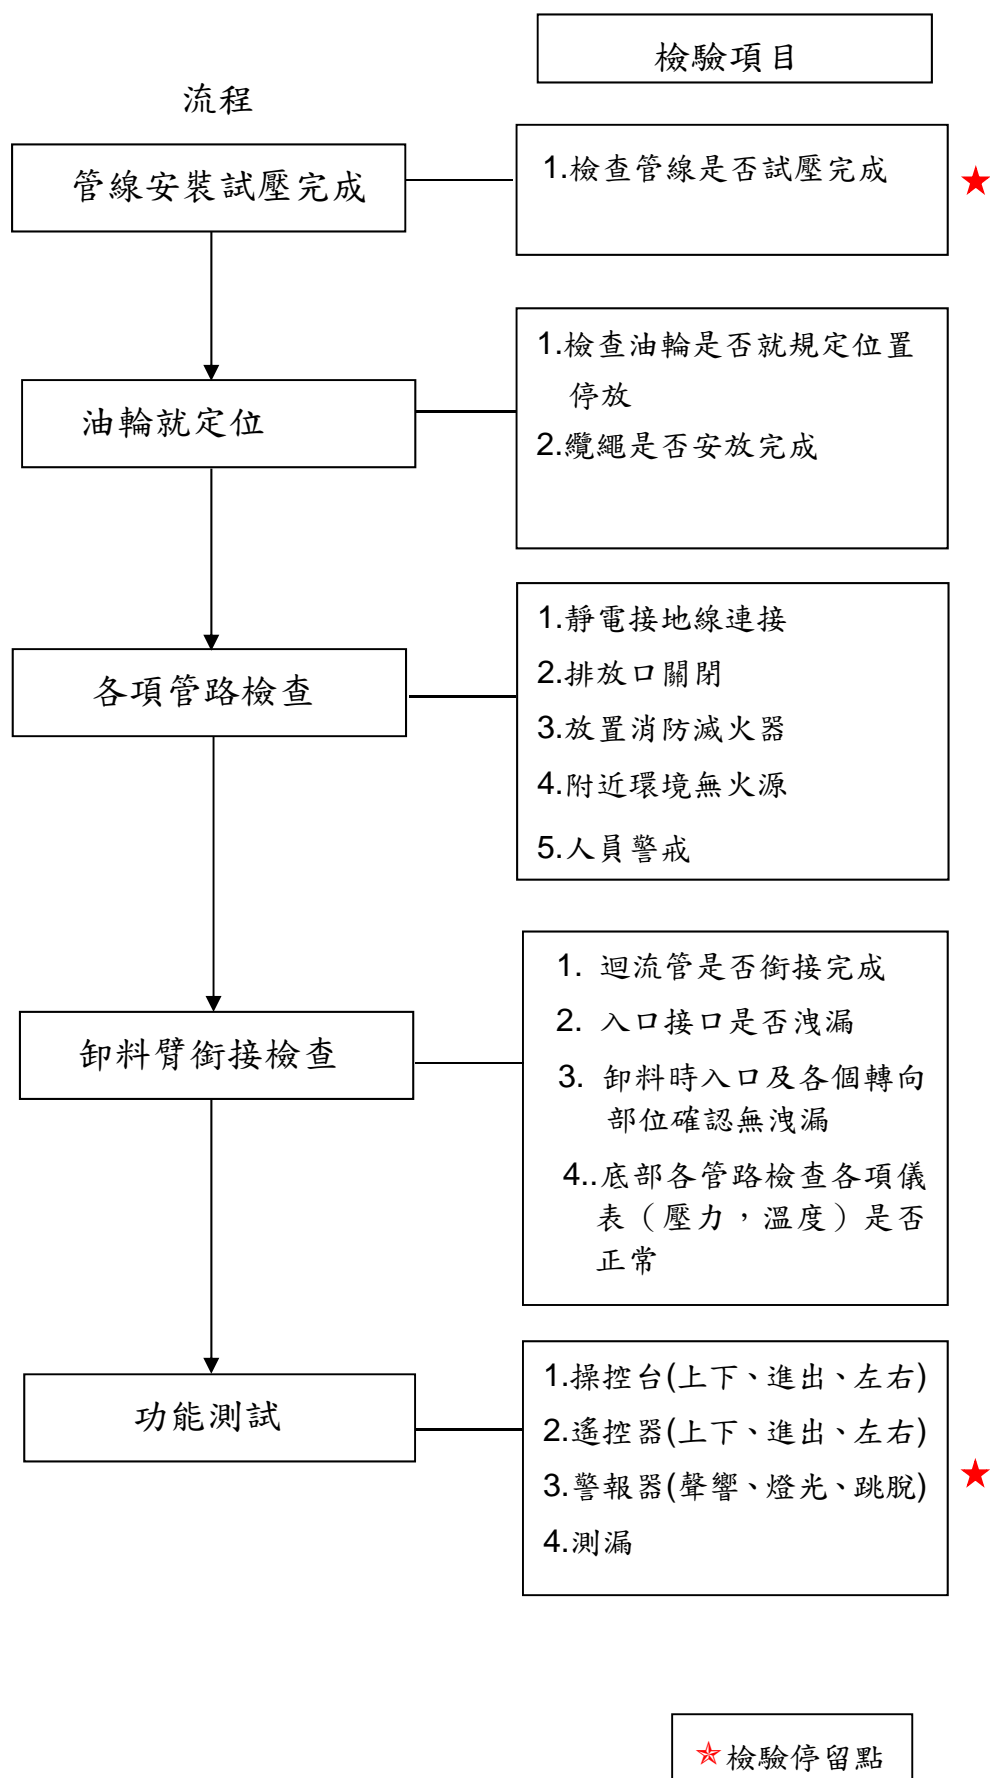 檢驗項目
流程
管線安裝試壓完成
1.檢查管線是否試壓完成
★
油輪就定位
1.檢查油輪是否就規定位置
停放
2.纜繩是否安放完成
各項管路檢查
1.靜電接地線連接
2.排放口關閉
3.放置消防滅火器
4.附近環境無火源
5.人員警戒
卸料臂銜接檢查
1. 迴流管是否銜接完成
2. 入口接口是否洩漏
3. 卸料時入口及各個轉向
部位確認無洩漏
4..底部各管路檢查各項儀
表（壓力，溫度）是否
正常
功能測試
1.操控台(上下、進出、左右)
2.遙控器(上下、進出、左右)
3.警報器(聲響、燈光、跳脫)
4.測漏
★
★檢驗停留點